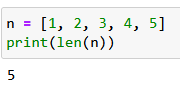 n = [1, 2, 3, 4, 5]
print(len(n))
5